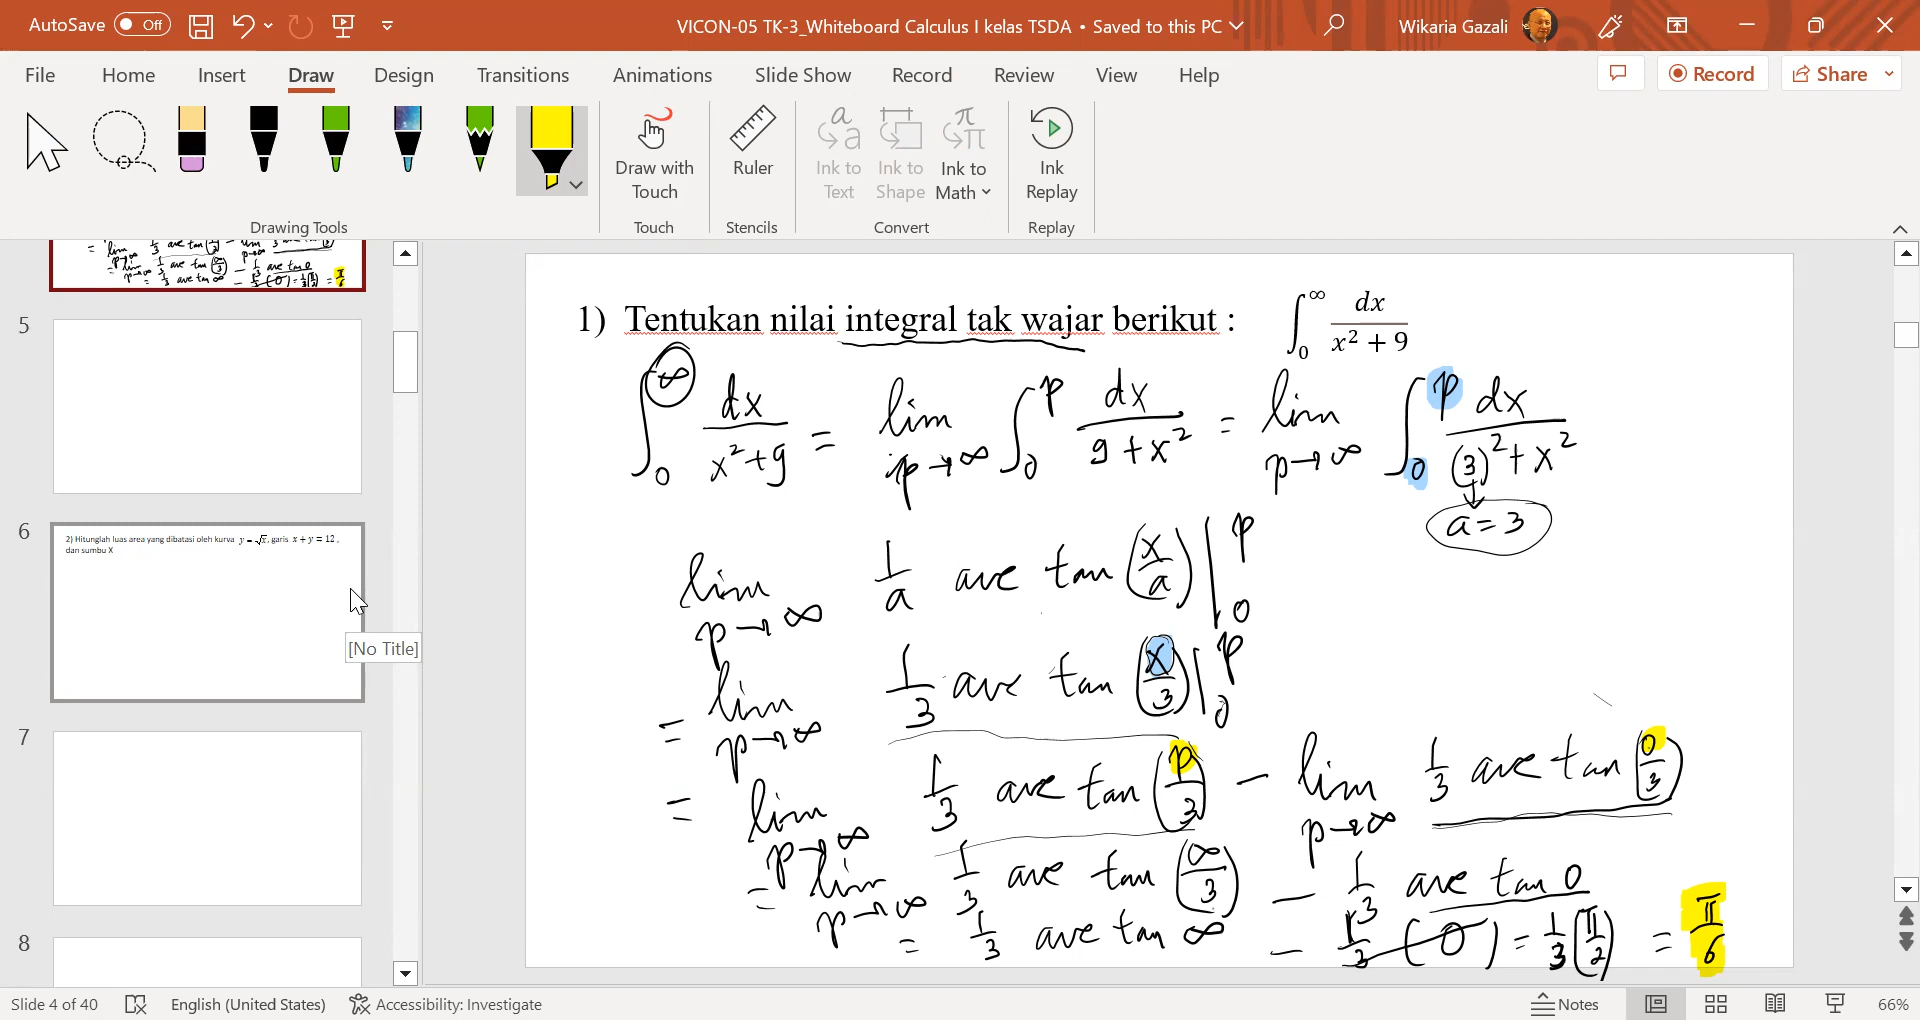 AutoSave Off VICON-05 TK-3_Whiteboard Calculus I kelas TSDA • Saved to this PC Wikaria Gazali
File Home Insert Draw Design Transitions Animations Slide Show Record Review View Help Record Share
Draw with Touch Ruler Ink to Text Ink to Shape Ink to Math Ink Replay
Drawing Tools Touch Stencils Convert Replay
5
6
2) Hitunglah luas area yang dibatasi oleh kurva y = √x, garis x + y = 12,
dan sumbu X
[No Title]
7
8
1) Tentukan nilai integral tak wajar berikut : ∫₀^∞ dx / (x² + 9)
∫₀^∞ dx/(x²+9) = lim p→∞ ∫₀^p dx/(9+x²) = lim p→∞ ∫₀^p dx/((3)²+x²)
a = 3
lim p→∞ 1/a arc tan (x/a) |₀^p
= lim p→∞ 1/3 arc tan (x/3) |₀^p
= lim p→∞ 1/3 arc tan (p/3) − lim p→∞ 1/3 arc tan (0/3)
= lim p→∞ 1/3 arc tan (∞/3) − 1/3 arc tan 0
= 1/3 arc tan ∞ − 1/3 (0) = 1/3 (π/2) = π/6
Slide 4 of 40 English (United States) Accessibility: Investigate Notes 66%